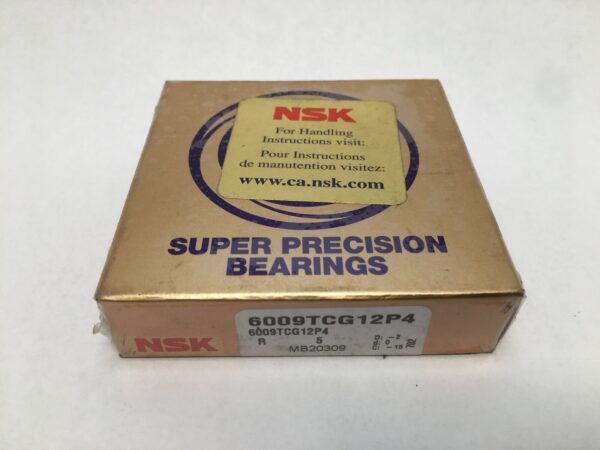 NSK
For Handling
Instructions visit:
Pour Instructions
de manutention visitez:
www.ca.nsk.com
SUPER PRECISION
BEARINGS
NSK
6009TCG12P4
6009TCG12P4
R 5
MB20309
702